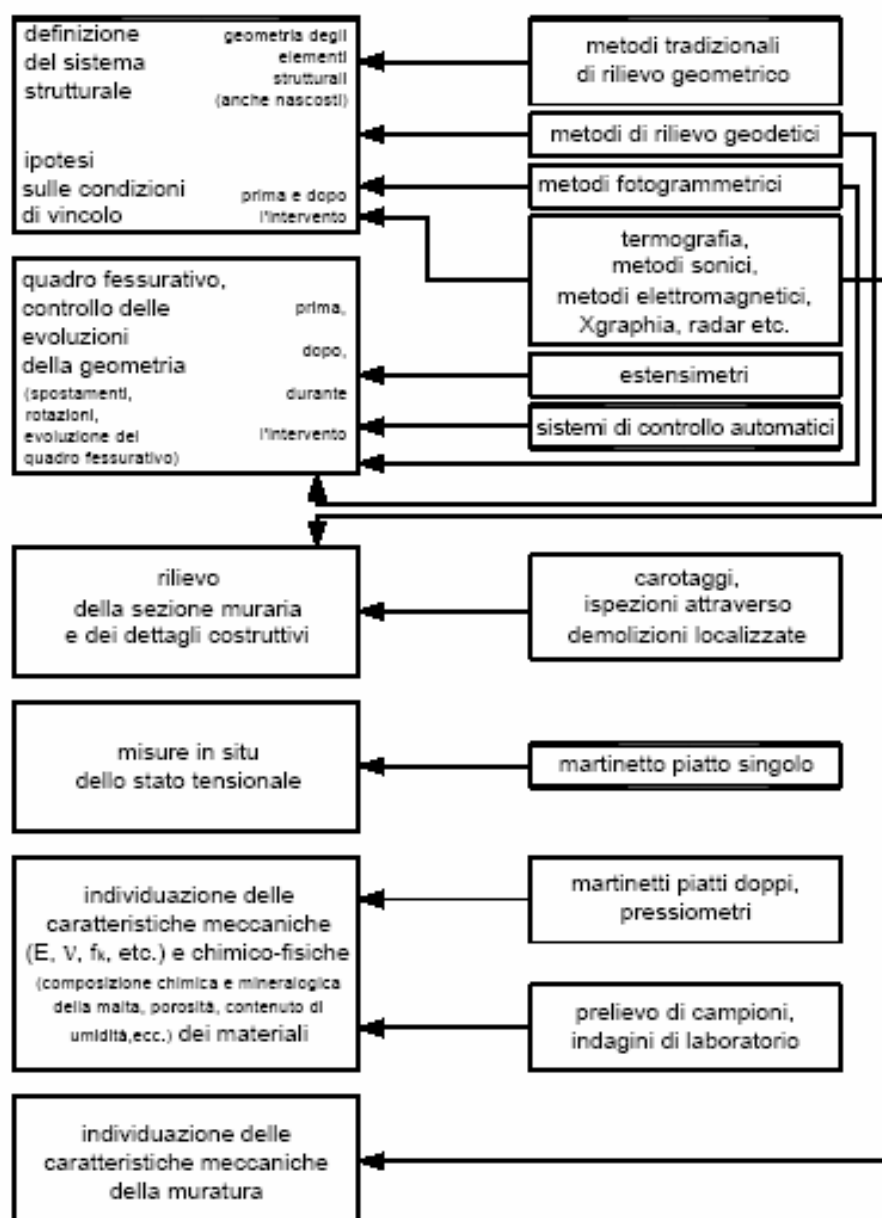 definizione
del sistema
strutturale
geometria degli
elementi
strutturali
(anche nascosti)
ipotesi
sulle condizioni
di vincolo
prima e dopo
l'intervento
metodi tradizionali
di rilievo geometrico
metodi di rilievo geodetici
metodi fotogrammetrici
termografia,
metodi sonici,
metodi elettromagnetici,
Xgraphia, radar etc.
quadro fessurativo,
controllo delle
evoluzioni
della geometria
(spostamenti,
rotazioni,
evoluzione del
quadro fessurativo)
prima,
dopo,
durante
l'intervento
estensimetri
sistemi di controllo automatici
rilievo
della sezione muraria
e dei dettagli costruttivi
carotaggi,
ispezioni attraverso
demolizioni localizzate
misure in situ
dello stato tensionale
martinetto piatto singolo
individuazione delle
caratteristiche meccaniche
(E, ν, fk, etc.) e chimico-fisiche
(composizione chimica e mineralogica
della malta, porosità, contenuto di
umidità,ecc.) dei materiali
martinetti piatti doppi,
pressiometri
prelievo di campioni,
indagini di laboratorio
individuazione delle
caratteristiche meccaniche
della muratura